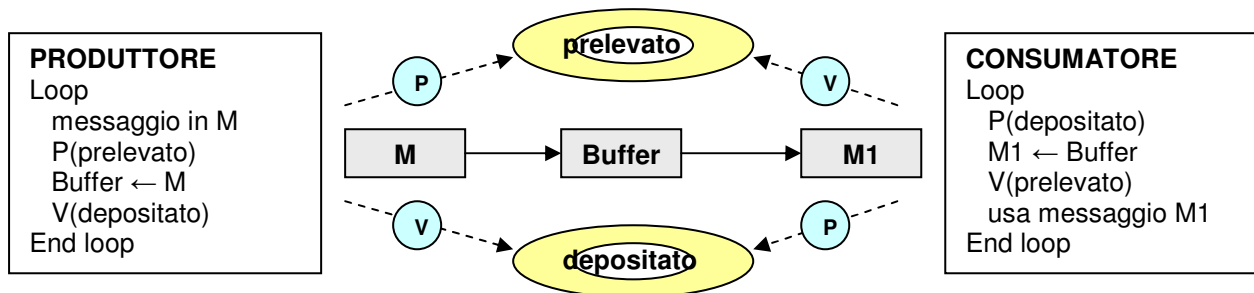 PRODUTTORE
Loop
messaggio in M
P(prelevato)
Buffer ← M
V(depositato)
End loop
prelevato
P
V
M
Buffer
M1
V
P
depositato
CONSUMATORE
Loop
P(depositato)
M1 ← Buffer
V(prelevato)
usa messaggio M1
End loop